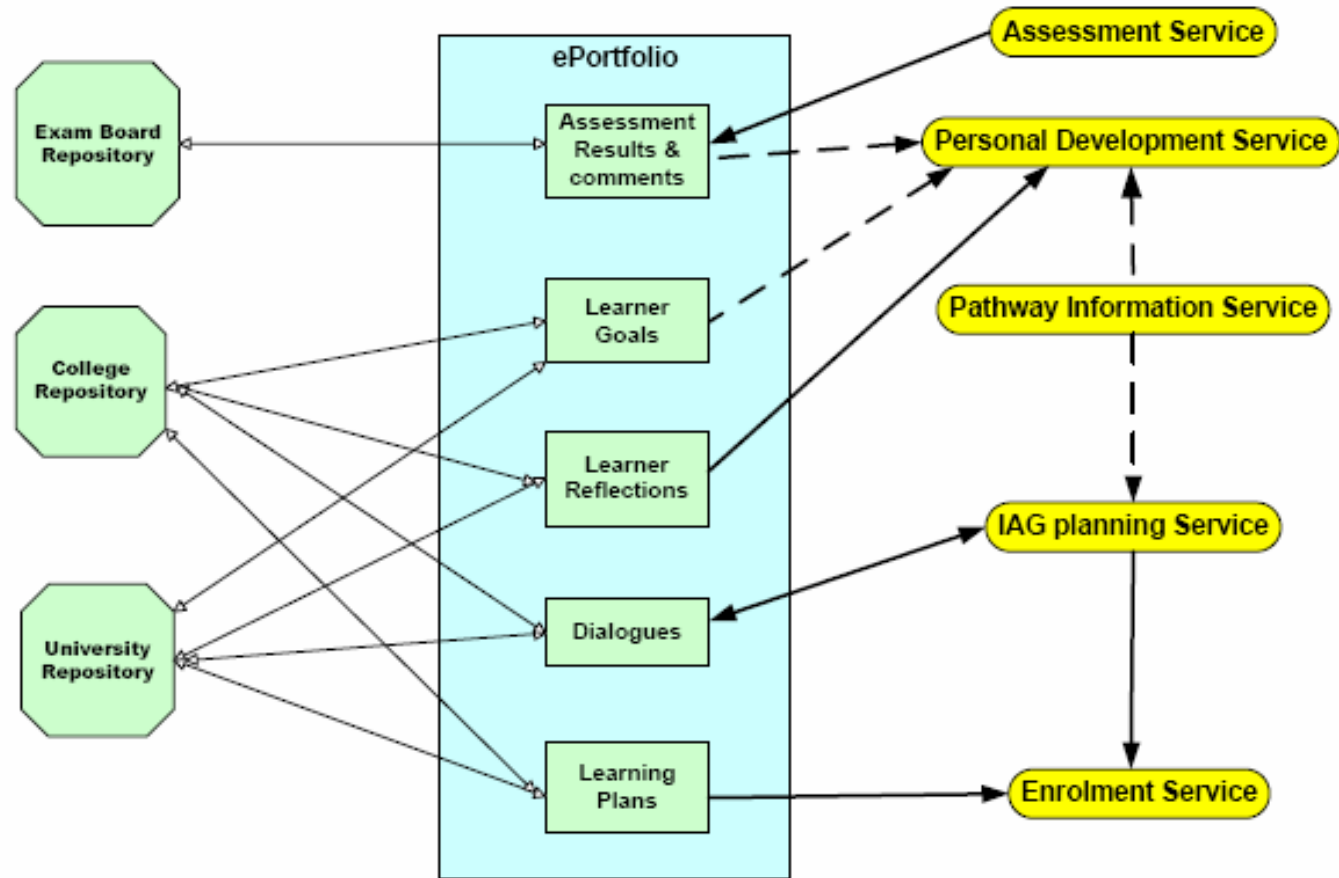 Exam Board
Repository
College
Repository
University
Repository
ePortfolio
Assessment
Results &
comments
Learner
Goals
Learner
Reflections
Dialogues
Learning
Plans
Assessment Service
Personal Development Service
Pathway Information Service
IAG planning Service
Enrolment Service